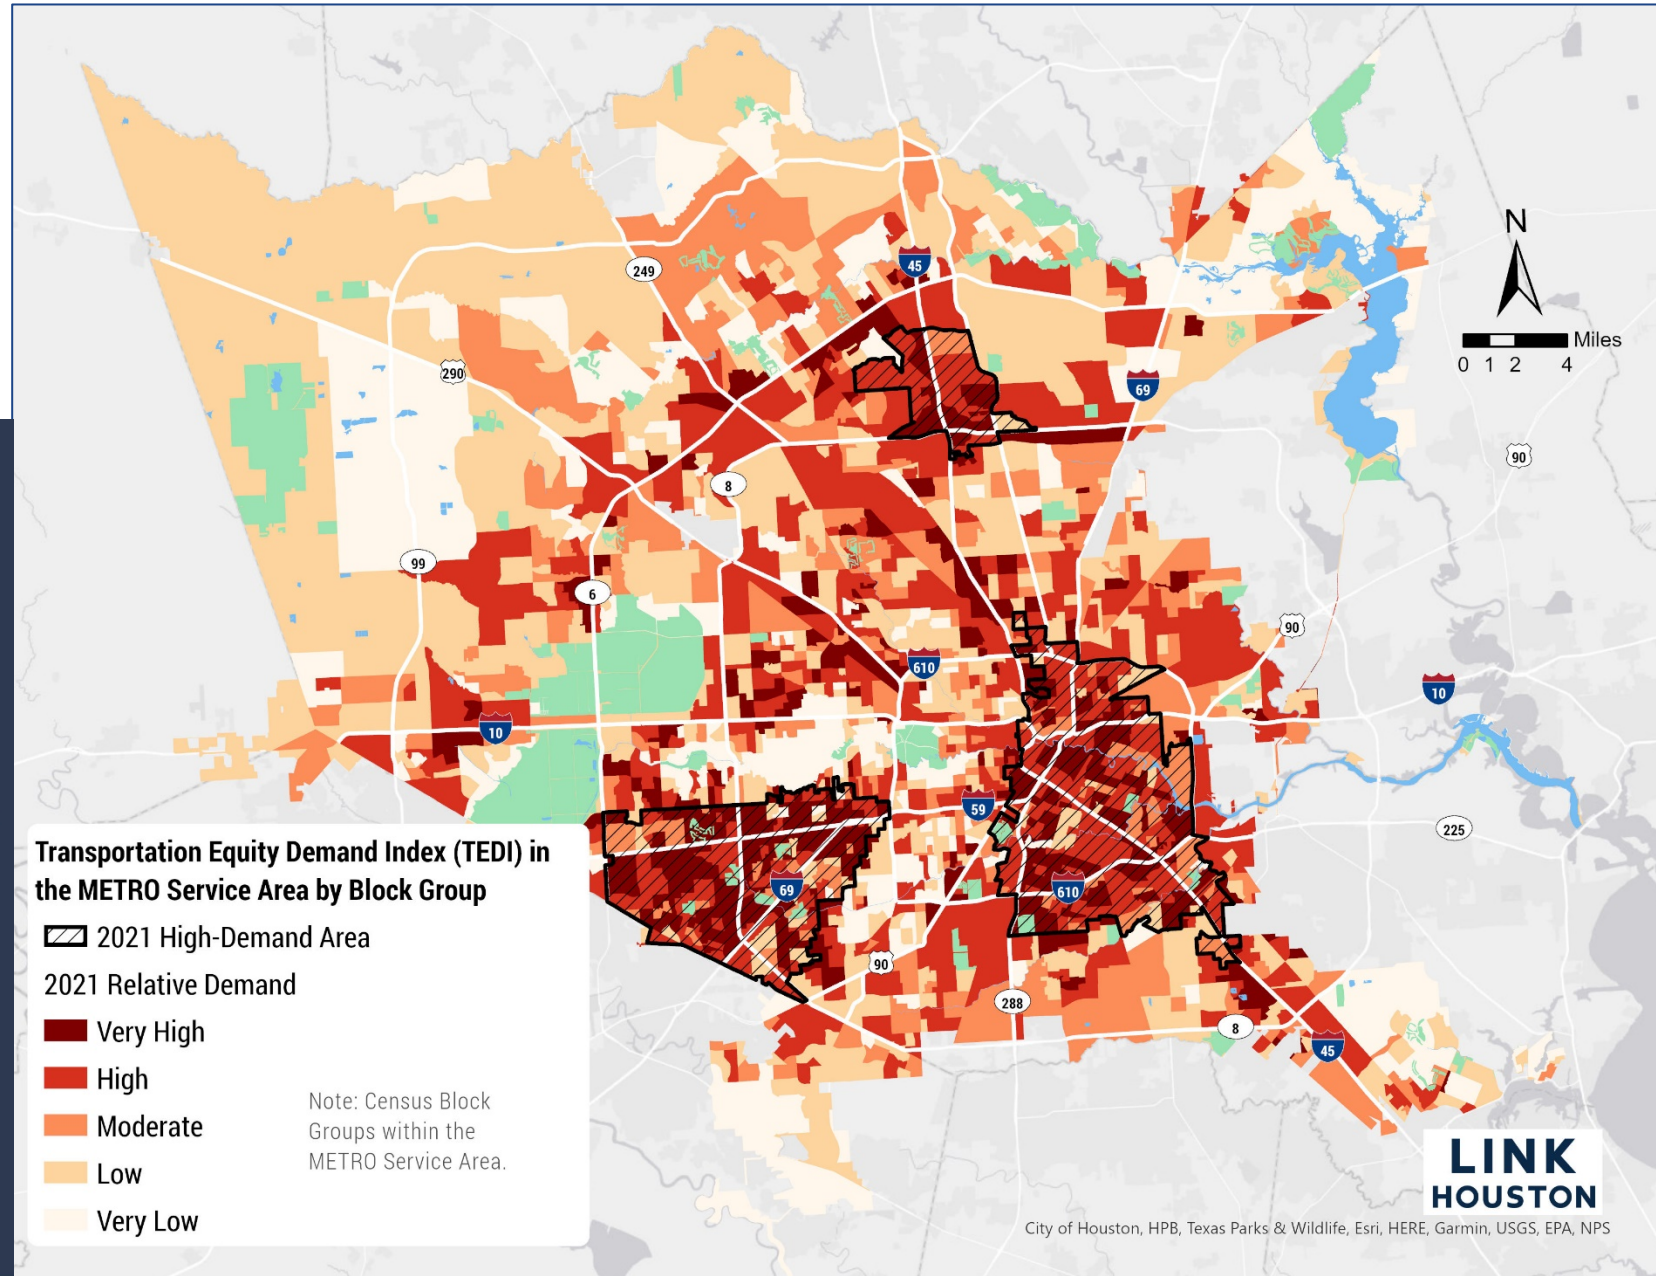 N
Miles
0 1 2 4
45
249
290
69
90
8
99
6
90
610
10
10
59
225
69
610
90
288
8
45
Transportation Equity Demand Index (TEDI) in
the METRO Service Area by Block Group
2021 High-Demand Area
2021 Relative Demand
Very High
High
Moderate
Low
Very Low
Note: Census Block
Groups within the
METRO Service Area.
LINK
HOUSTON
City of Houston, HPB, Texas Parks & Wildlife, Esri, HERE, Garmin, USGS, EPA, NPS